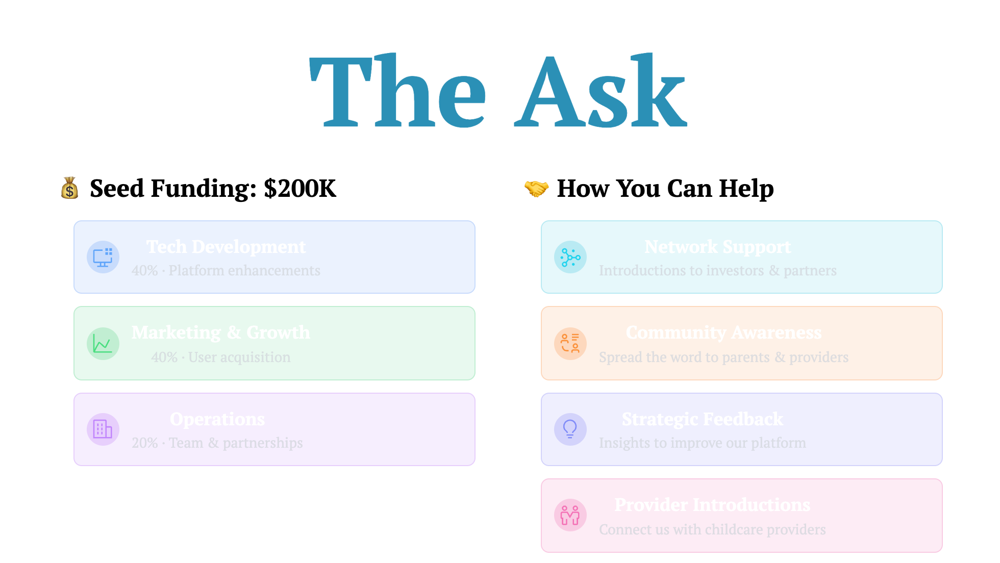 The Ask
💰 Seed Funding: $200K
Tech Development
40% · Platform enhancements
Marketing & Growth
40% · User acquisition
Operations
20% · Team & partnerships
🤝 How You Can Help
Network Support
Introductions to investors & partners
Community Awareness
Spread the word to parents & providers
Strategic Feedback
Insights to improve our platform
Provider Introductions
Connect us with childcare providers